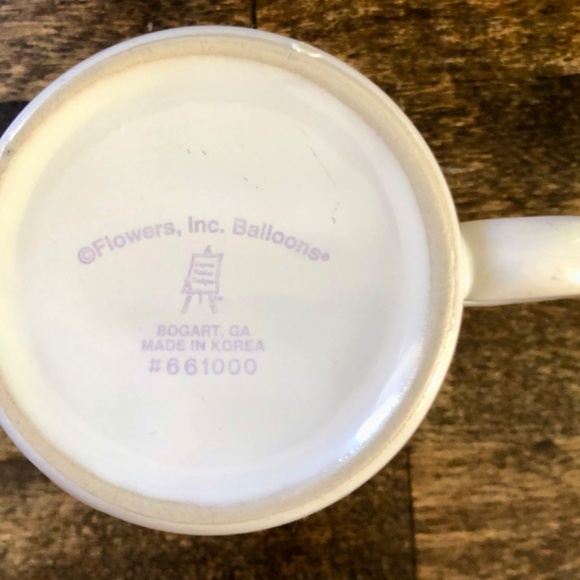 ©Flowers, Inc. Balloons®
BOGART, GA
MADE IN KOREA
#661000